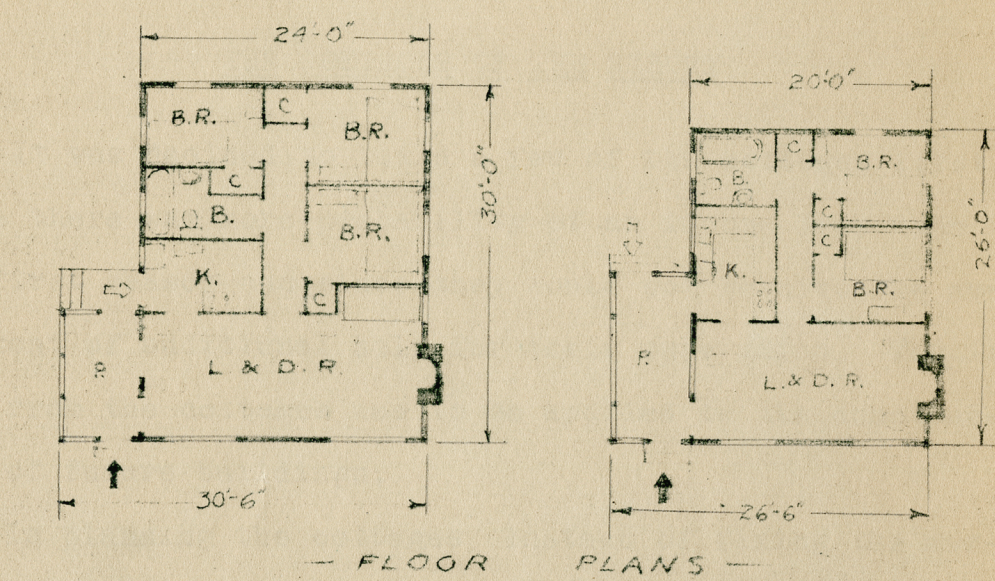 24'-0"
B.R.
C
B.R.
C
B.
B.R.
30'-0"
K.
C
P.
L. & D. R.
30'-6"
20'-0"
B.
C
B.R.
C
C
K.
B.R.
26'-0"
P.
L. & D. R.
26'-6"
— FLOOR PLANS —